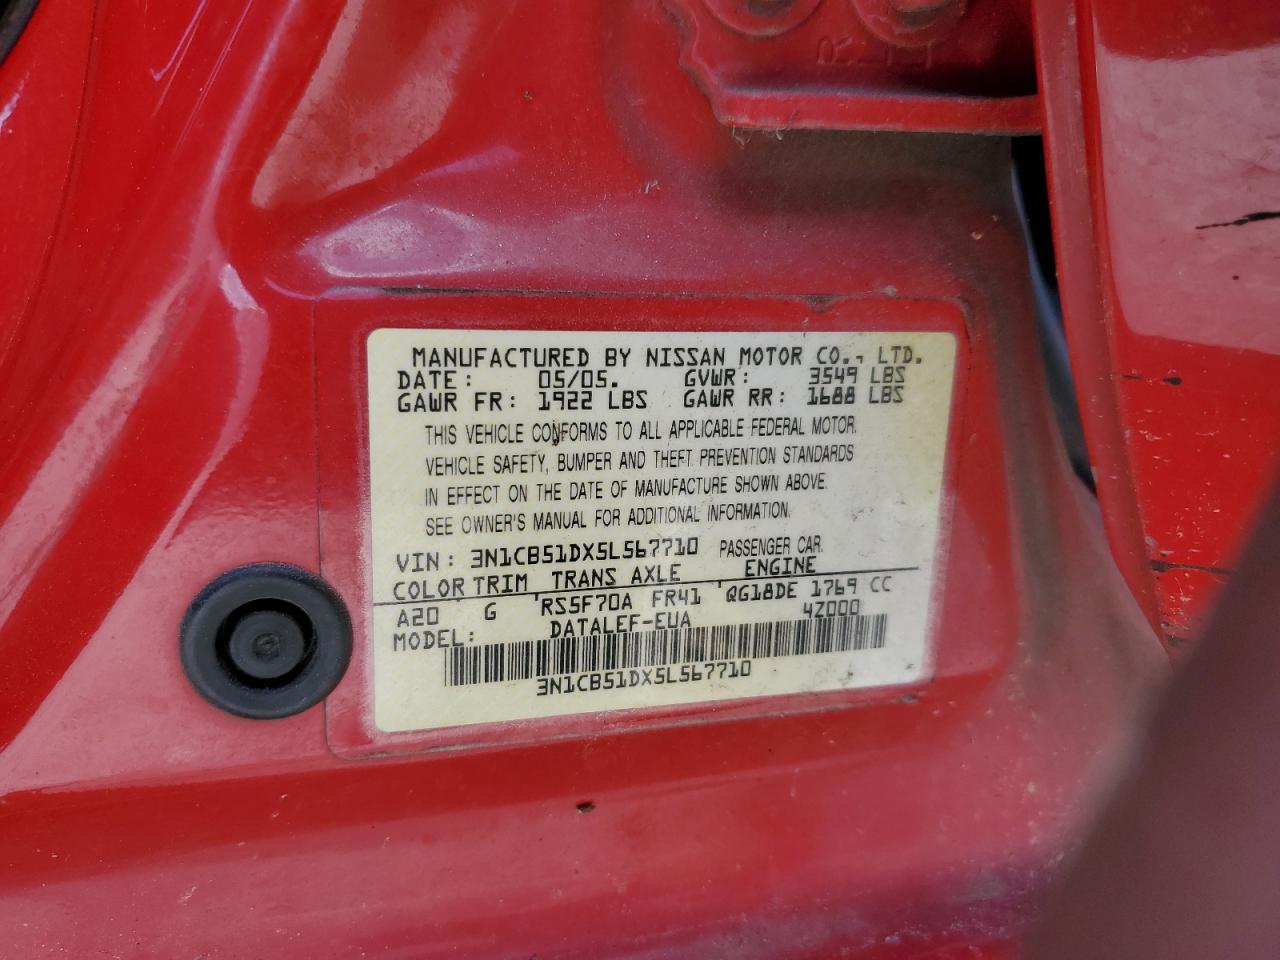 MANUFACTURED BY NISSAN MOTOR CO., LTD.
DATE: 05/05. GVWR: 3549 LBS
GAWR FR: 1922 LBS GAWR RR: 1688 LBS
THIS VEHICLE CONFORMS TO ALL APPLICABLE FEDERAL MOTOR
VEHICLE SAFETY, BUMPER AND THEFT PREVENTION STANDARDS
IN EFFECT ON THE DATE OF MANUFACTURE SHOWN ABOVE.
SEE OWNER'S MANUAL FOR ADDITIONAL INFORMATION.
VIN: 3N1CB51DX5L567710 PASSENGER CAR
COLOR TRIM TRANS AXLE ENGINE
A20 G RS5F70A FR41 QG18DE 1769 CC
MODEL: DATALEF-EUA 4Z000
3N1CB51DX5L567710